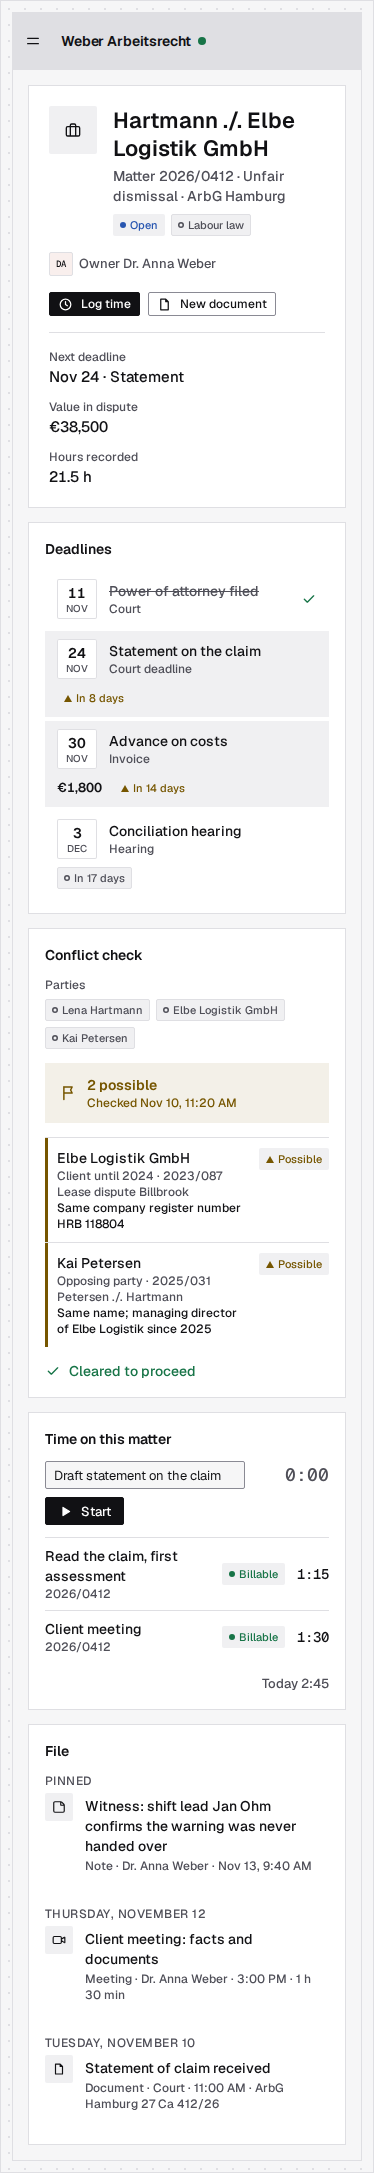 Weber Arbeitsrecht
Hartmann ./. Elbe
Logistik GmbH
Matter 2026/0412 · Unfair
dismissal · ArbG Hamburg
Open
Labour law
DA
Owner Dr. Anna Weber
Log time
New document
Next deadline
Nov 24 · Statement
Value in dispute
€38,500
Hours recorded
21.5 h
Deadlines
11
NOV
Power of attorney filed
Court
24
NOV
Statement on the claim
Court deadline
In 8 days
30
NOV
Advance on costs
Invoice
€1,800
In 14 days
3
DEC
Conciliation hearing
Hearing
In 17 days
Conflict check
Parties
Lena Hartmann
Elbe Logistik GmbH
Kai Petersen
2 possible
Checked Nov 10, 11:20 AM
Elbe Logistik GmbH
Possible
Client until 2024 · 2023/087
Lease dispute Billbrook
Same company register number
HRB 118804
Kai Petersen
Possible
Opposing party · 2025/031
Petersen ./. Hartmann
Same name; managing director
of Elbe Logistik since 2025
Cleared to proceed
Time on this matter
Draft statement on the claim
0:00
Start
Read the claim, first
assessment
2026/0412
Billable
1:15
Client meeting
2026/0412
Billable
1:30
Today 2:45
File
PINNED
Witness: shift lead Jan Ohm
confirms the warning was never
handed over
Note · Dr. Anna Weber · Nov 13, 9:40 AM
THURSDAY, NOVEMBER 12
Client meeting: facts and
documents
Meeting · Dr. Anna Weber · 3:00 PM · 1 h
30 min
TUESDAY, NOVEMBER 10
Statement of claim received
Document · Court · 11:00 AM · ArbG
Hamburg 27 Ca 412/26